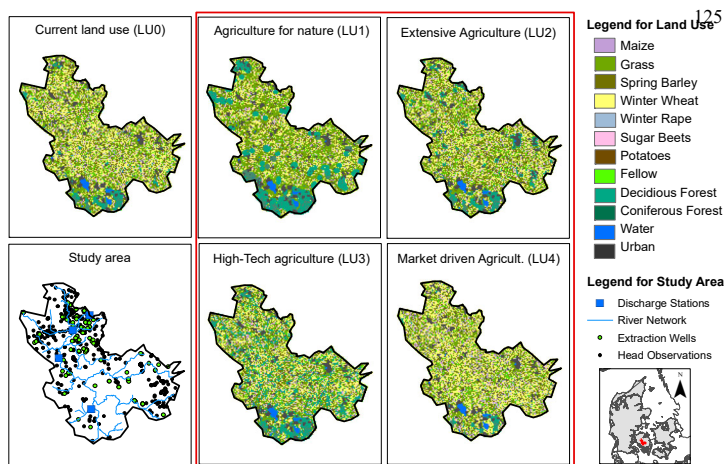 125
Current land use (LU0)
Agriculture for nature (LU1)
Extensive Agriculture (LU2)
Study area
High-Tech agriculture (LU3)
Market driven Agricult. (LU4)
Legend for Land Use
Maize
Grass
Spring Barley
Winter Wheat
Winter Rape
Sugar Beets
Potatoes
Fellow
Decidious Forest
Coniferous Forest
Water
Urban
Legend for Study Area
Discharge Stations
River Network
Extraction Wells
Head Observations
N